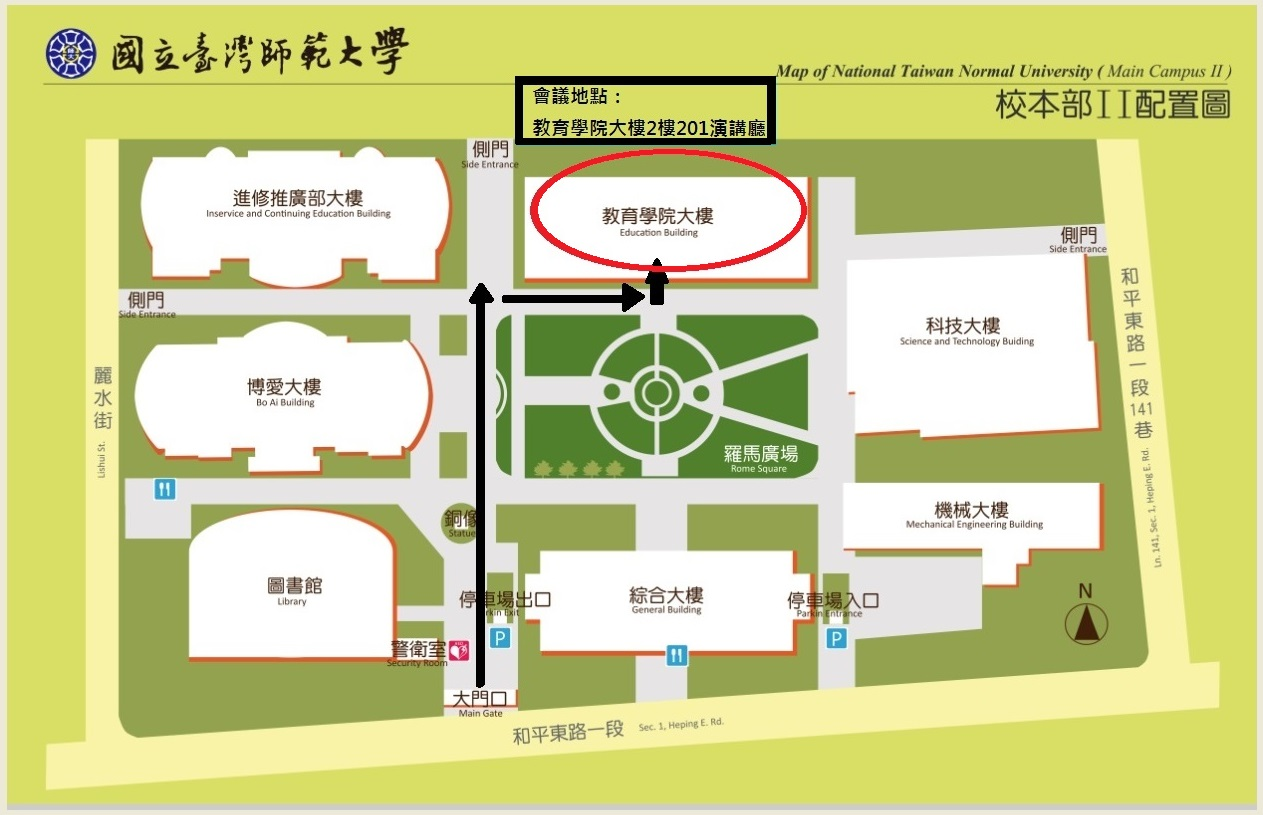 國立臺灣師範大學
Map of National Taiwan Normal University ( Main Campus II )
校本部II配置圖
會議地點：
教育學院大樓2樓201演講廳
側門
Side Entrance
進修推廣部大樓
Inservice and Continuing Education Building
教育學院大樓
Education Building
側門
Side Entrance
側門
Side Entrance
和平東路一段141巷
Ln. 141, Sec. 1, Heping E. Rd.
科技大樓
Science and Technology Buiding
麗水街
Lishui St.
博愛大樓
Bo Ai Building
羅馬廣場
Rome Square
銅像
Statue
機械大樓
Mechanical Engineering Building
圖書館
Library
停車場出口
Parkin Exit
P
綜合大樓
General Building
停車場入口
Parkin Entrance
P
N
警衛室
Security Room
大門口
Main Gate
和平東路一段
Sec. 1, Heping E. Rd.